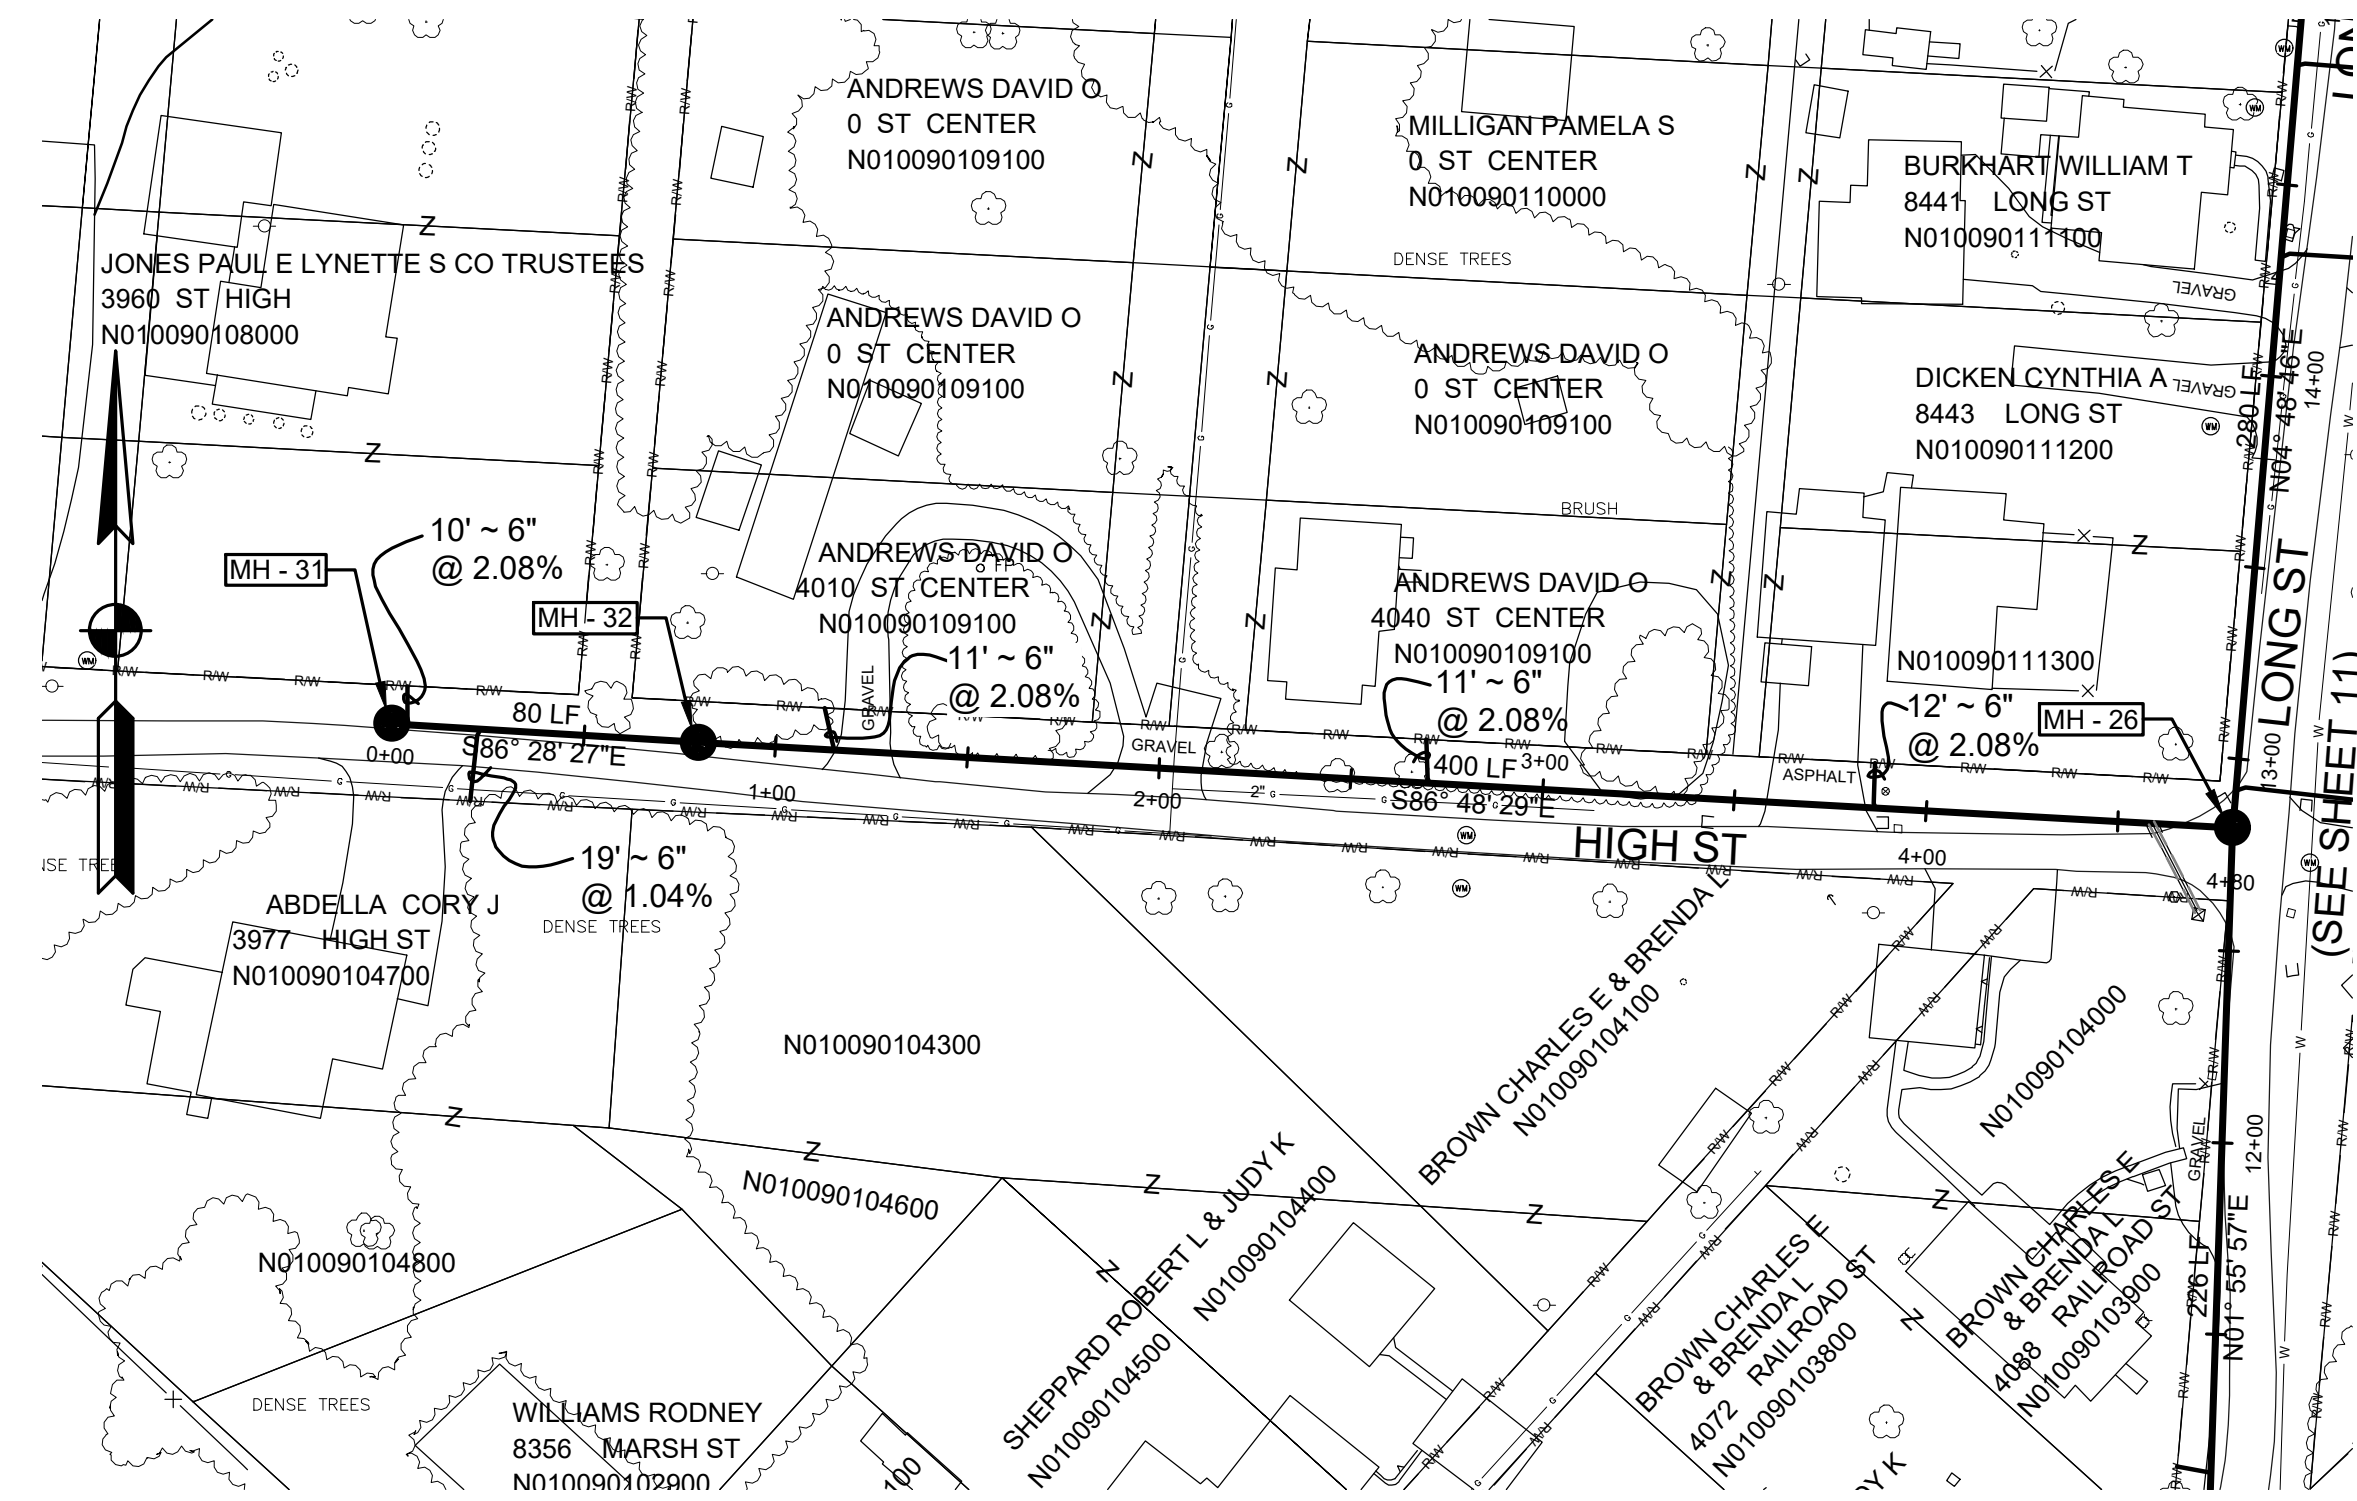 ANDREWS DAVID O
0 ST CENTER
N010090109100
MILLIGAN PAMELA S
0 ST CENTER
N010090110000
BURKHART WILLIAM T
8441 LONG ST
N010090111100
DENSE TREES
GRAVEL
JONES PAUL E LYNETTE S CO TRUSTEES
3960 ST HIGH
N010090108000
ANDREWS DAVID O
0 ST CENTER
N010090109100
ANDREWS DAVID O
0 ST CENTER
N010090109100
DICKEN CYNTHIA A
8443 LONG ST
N010090111200
GRAVEL
280 LF
N04° 48' 46"E
14+00
BRUSH
10' ~ 6"
@ 2.08%
MH - 31
MH - 32
ANDREWS DAVID O
4010 ST CENTER
N010090109100
11' ~ 6"
@ 2.08%
GRAVEL
ANDREWS DAVID O
4040 ST CENTER
N010090109100
11' ~ 6"
@ 2.08%
N010090111300
12' ~ 6"
@ 2.08%
MH - 26
LONG ST
13+00
(SEE SHEET 11)
WM
R/W
80 LF
S86° 28' 27"E
0+00
1+00
GRAVEL
2+00
2"
400 LF
3+00
S86° 48' 29"E
ASPHALT
HIGH ST
4+00
4+80
19' ~ 6"
@ 1.04%
DENSE TREES
ABDELLA CORY J
3977 HIGH ST
N010090104700
N010090104300
BROWN CHARLES E & BRENDA L
N010090104100
N010090104000
GRAVEL
12+00
N010090104600
SHEPPARD ROBERT L & JUDY K
N010090104500
N010090104400
N010090104800
DENSE TREES
WILLIAMS RODNEY
8356 MARSH ST
N010090102900
100
BROWN CHARLES E
& BRENDA L
4072 RAILROAD ST
N010090103800
BROWN CHARLES E
& BRENDA L
4088 RAILROAD ST
N010090103900
226 LF
N01° 55' 57"E